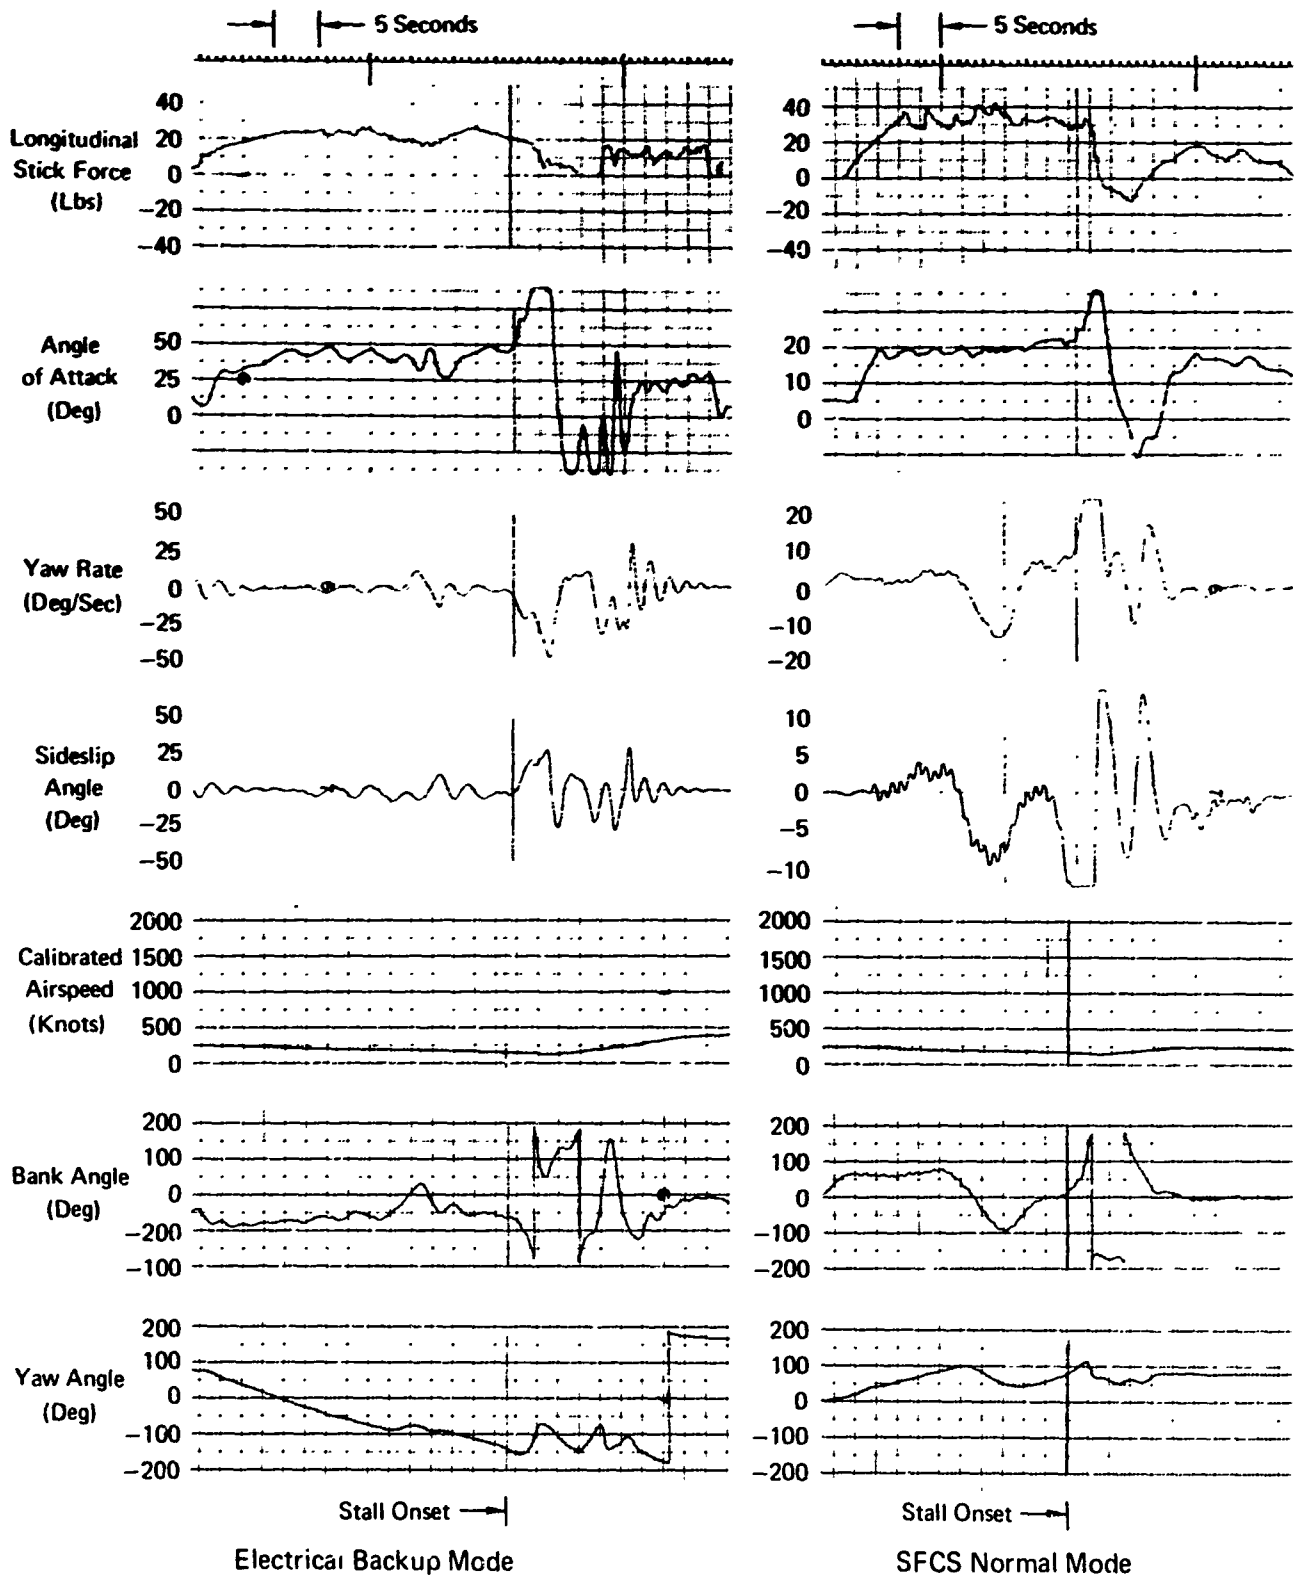 5 Seconds
5 Seconds
Longitudinal
Stick Force
(Lbs)
40
20
0
−20
−40
40
30
20
0
−20
−40
Angle
of Attack
(Deg)
50
25
0
20
10
0
Yaw Rate
(Deg/Sec)
50
25
0
−25
−50
20
10
0
−10
−20
Sideslip
Angle
(Deg)
50
25
0
−25
−50
10
5
0
−5
−10
Calibrated
Airspeed
(Knots)
2000
1500
1000
500
0
2000
1500
1000
500
0
Bank Angle
(Deg)
200
100
0
−200
−100
200
100
0
−100
−200
Yaw Angle
(Deg)
200
100
0
−100
−200
200
100
0
−100
−200
Stall Onset
Stall Onset
Electrical Backup Mode
SFCS Normal Mode